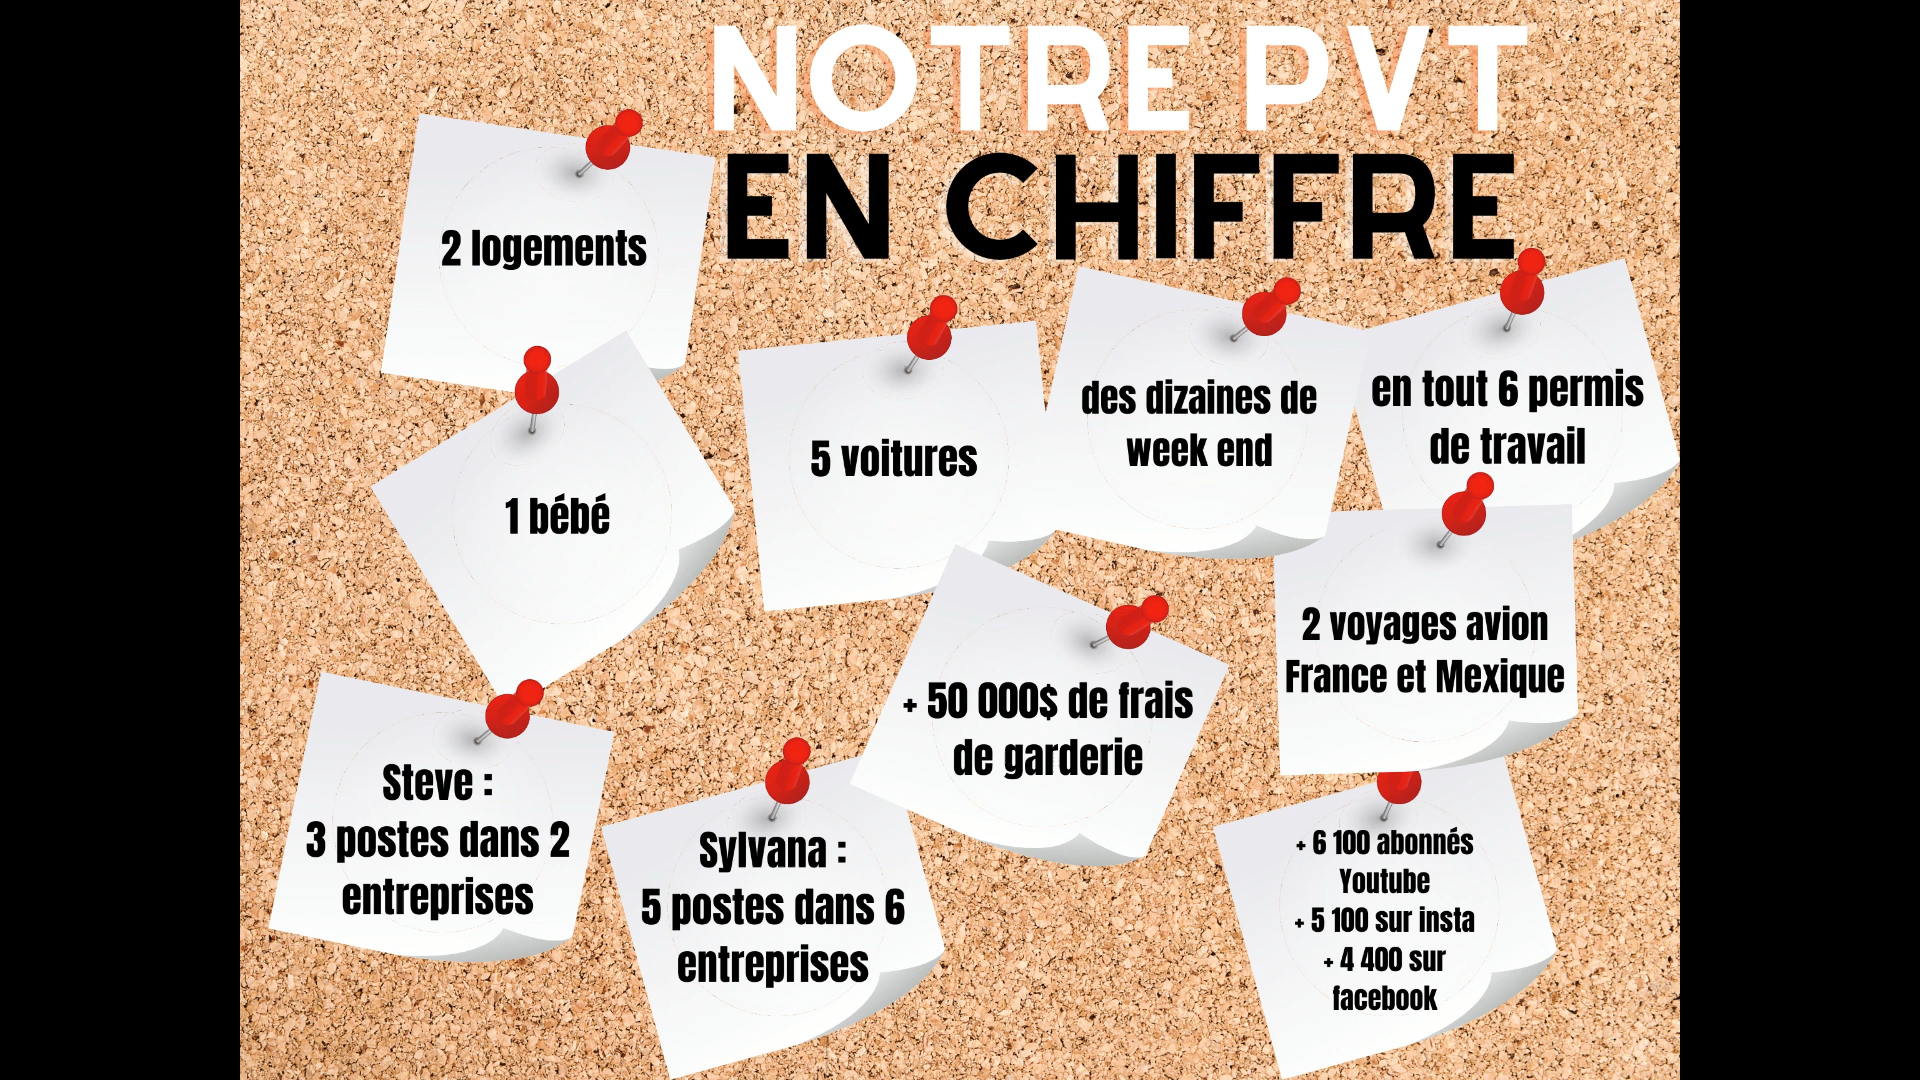 NOTRE PVT
EN CHIFFRE
2 logements
1 bébé
5 voitures
des dizaines de
week end
en tout 6 permis
de travail
2 voyages avion
France et Mexique
+ 50 000$ de frais
de garderie
Steve :
3 postes dans 2
entreprises
Sylvana :
5 postes dans 6
entreprises
+ 6 100 abonnés
Youtube
+ 5 100 sur insta
+ 4 400 sur
facebook